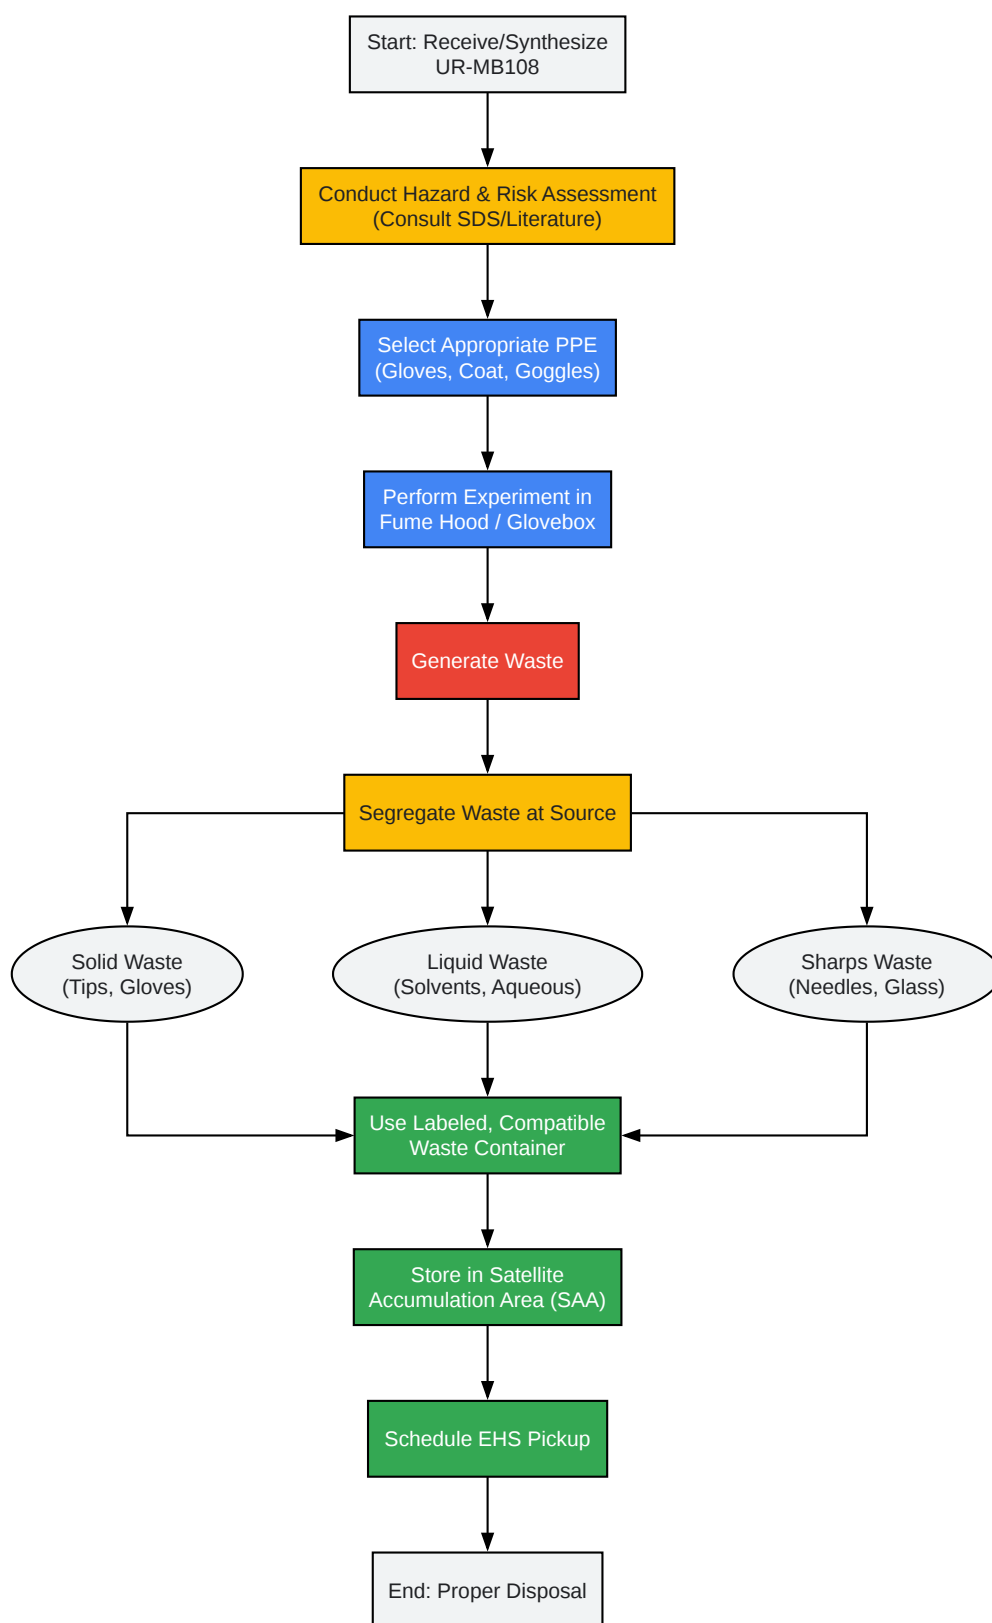 Start: Receive/Synthesize
UR-MB108
Conduct Hazard & Risk Assessment
(Consult SDS/Literature)
Select Appropriate PPE
(Gloves, Coat, Goggles)
Perform Experiment in
Fume Hood / Glovebox
Generate Waste
Segregate Waste at Source
Solid Waste
(Tips, Gloves)
Liquid Waste
(Solvents, Aqueous)
Sharps Waste
(Needles, Glass)
Use Labeled, Compatible
Waste Container
Store in Satellite
Accumulation Area (SAA)
Schedule EHS Pickup
End: Proper Disposal